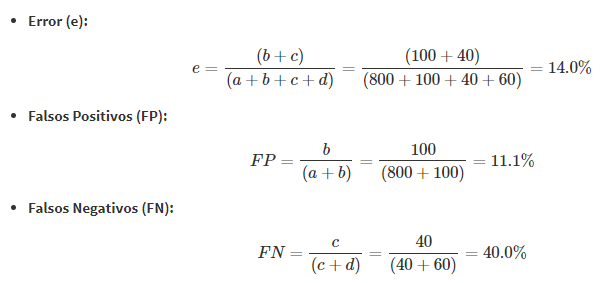 • Error (e):
e = (b + c) / (a + b + c + d) = (100 + 40) / (800 + 100 + 40 + 60) = 14.0%
• Falsos Positivos (FP):
FP = b / (a + b) = 100 / (800 + 100) = 11.1%
• Falsos Negativos (FN):
FN = c / (c + d) = 40 / (40 + 60) = 40.0%